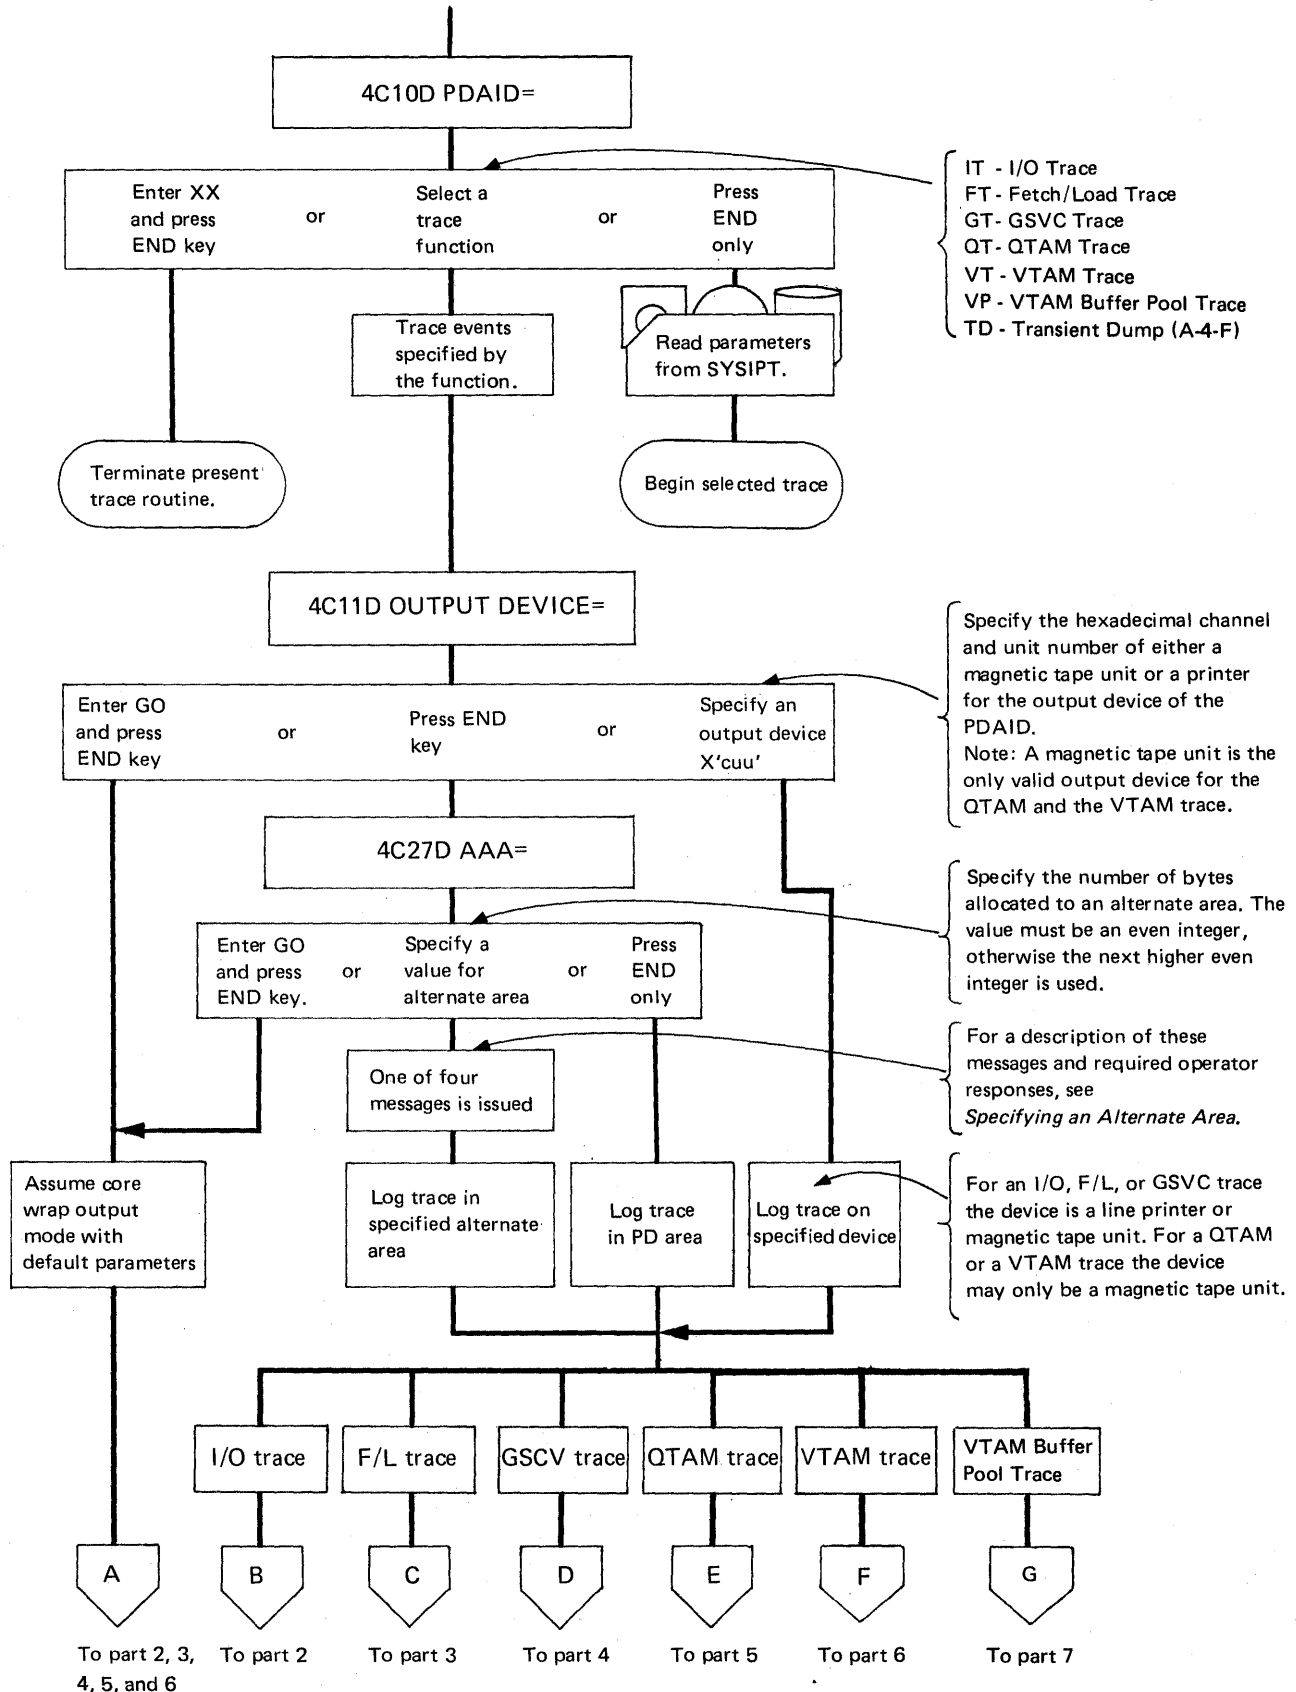 4C10D PDAID=
Enter XX
and press
END key
or
Select a
trace
function
or
Press
END
only
IT - I/O Trace
FT - Fetch/Load Trace
GT - GSVC Trace
QT - QTAM Trace
VT - VTAM Trace
VP - VTAM Buffer Pool Trace
TD - Transient Dump (A-4-F)
Trace events
specified by
the function.
Read parameters
from SYSIPT.
Terminate present
trace routine.
Begin selected trace
4C11D OUTPUT DEVICE=
Enter GO
and press
END key
or
Press END
key
or
Specify an
output device
X'cuu'
Specify the hexadecimal channel
and unit number of either a
magnetic tape unit or a printer
for the output device of the
PDAID.
Note: A magnetic tape unit is the
only valid output device for the
QTAM and the VTAM trace.
4C27D AAA=
Enter GO
and press
END key.
or
Specify a
value for
alternate area
or
Press
END
only
Specify the number of bytes
allocated to an alternate area. The
value must be an even integer,
otherwise the next higher even
integer is used.
One of four
messages is issued
For a description of these
messages and required operator
responses, see
Specifying an Alternate Area.
Assume core
wrap output
mode with
default parameters
Log trace in
specified alternate
area
Log trace
in PD area
Log trace on
specified device
For an I/O, F/L, or GSVC trace
the device is a line printer or
magnetic tape unit. For a QTAM
or a VTAM trace the device
may only be a magnetic tape unit.
I/O trace
F/L trace
GSCV trace
QTAM trace
VTAM trace
VTAM Buffer
Pool Trace
A
B
C
D
E
F
G
To part 2, 3,
4, 5, and 6
To part 2
To part 3
To part 4
To part 5
To part 6
To part 7